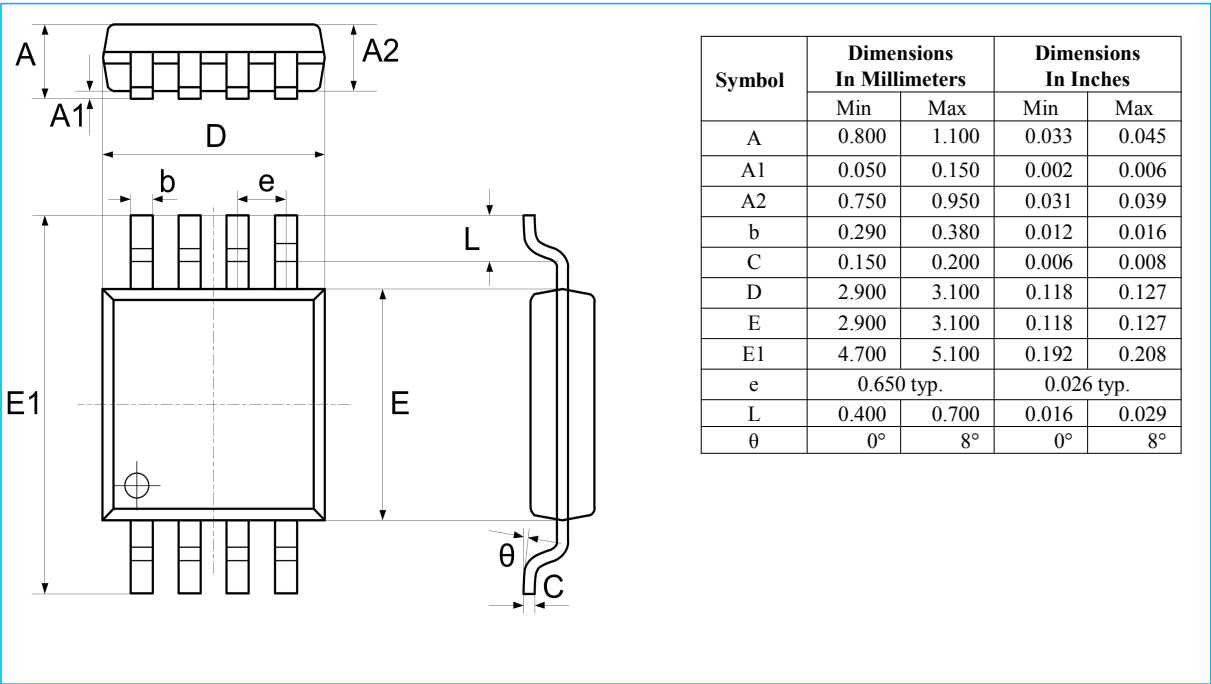 A
A2
A1
D
b
e
L
E1
E
θ
C
Symbol Dimensions In Millimeters Dimensions In Inches
Min Max Min Max
A 0.800 1.100 0.033 0.045
A1 0.050 0.150 0.002 0.006
A2 0.750 0.950 0.031 0.039
b 0.290 0.380 0.012 0.016
C 0.150 0.200 0.006 0.008
D 2.900 3.100 0.118 0.127
E 2.900 3.100 0.118 0.127
E1 4.700 5.100 0.192 0.208
e 0.650 typ. 0.026 typ.
L 0.400 0.700 0.016 0.029
θ 0° 8° 0° 8°